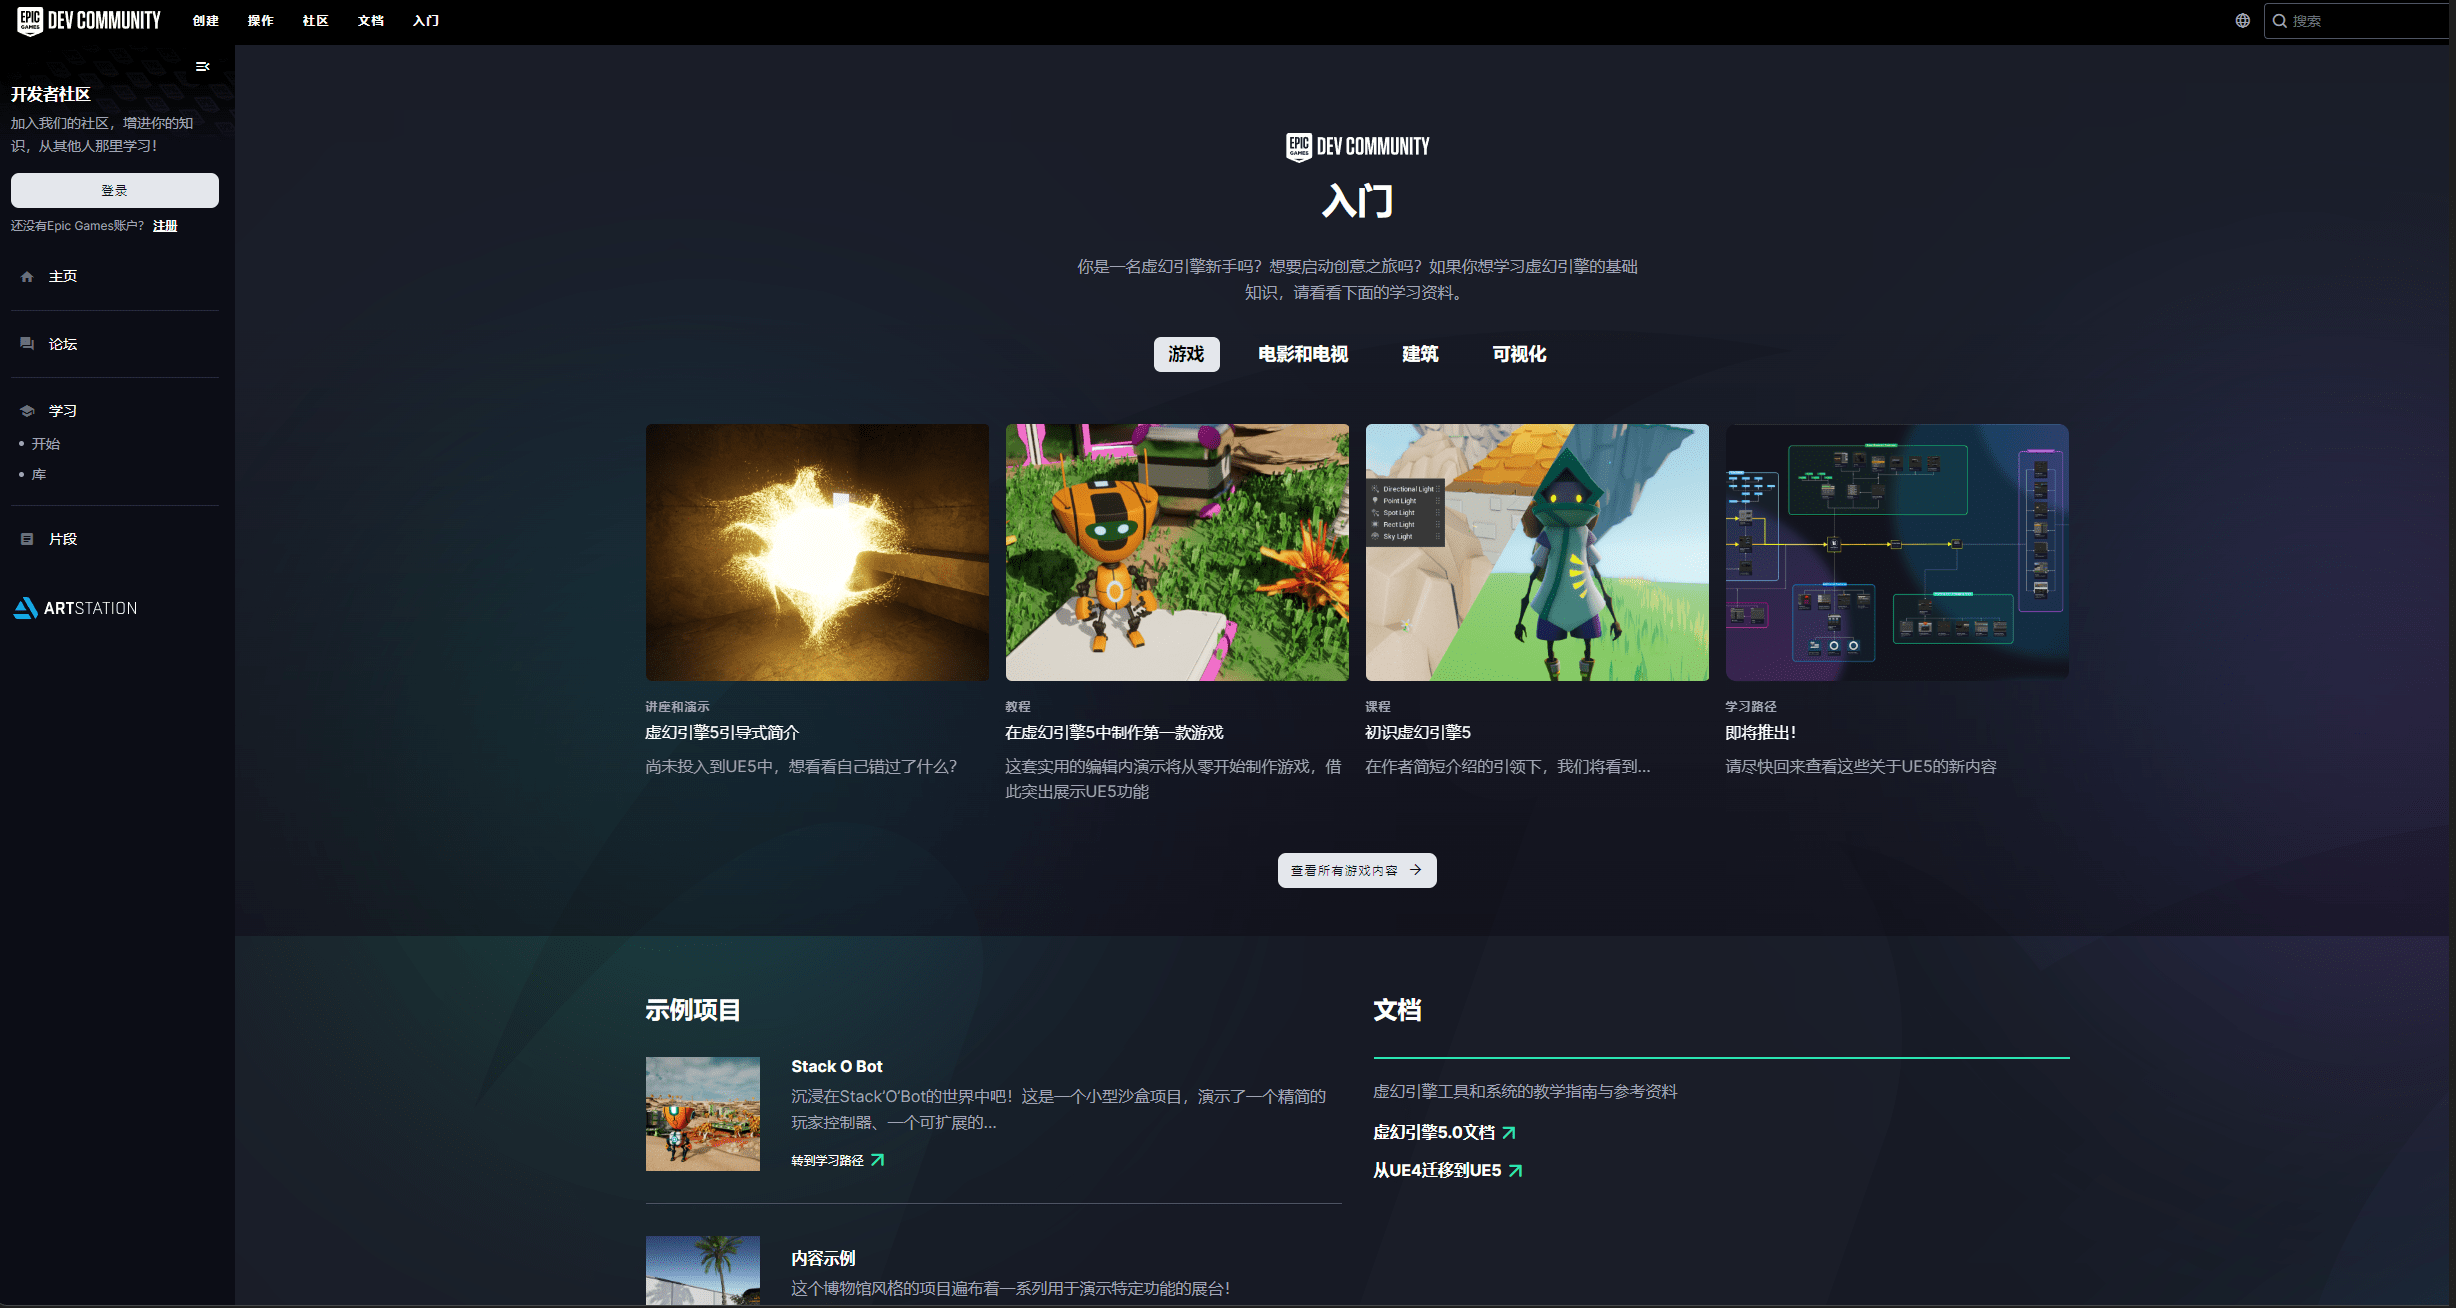 EPIC GAMES DEV COMMUNITY
创建
操作
社区
文档
入门
搜索
开发者社区
加入我们的社区，增进你的知
识，从其他人那里学习！
登录
还没有Epic Games账户？ 注册
主页
论坛
学习
开始
库
片段
ARTSTATION
EPIC GAMES DEV COMMUNITY
入门
你是一名虚幻引擎新手吗？想要启动创意之旅吗？如果你想学习虚幻引擎的基础
知识，请看看下面的学习资料。
游戏
电影和电视
建筑
可视化
Directional Light
Point Light
Spot Light
Rect Light
Sky Light
讲座和演示
虚幻引擎5引导式简介
尚未投入到UE5中，想看看自己错过了什么？
教程
在虚幻引擎5中制作第一款游戏
这套实用的编辑内演示将从零开始制作游戏，借
此突出展示UE5功能
课程
初识虚幻引擎5
在作者简短介绍的引领下，我们将看到...
学习路径
即将推出！
请尽快回来查看这些关于UE5的新内容
查看所有游戏内容
示例项目
Stack O Bot
沉浸在Stack'O'Bot的世界中吧！这是一个小型沙盒项目，演示了一个精简的
玩家控制器、一个可扩展的...
转到学习路径
内容示例
这个博物馆风格的项目遍布着一系列用于演示特定功能的展台！
文档
虚幻引擎工具和系统的教学指南与参考资料
虚幻引擎5.0文档
从UE4迁移到UE5